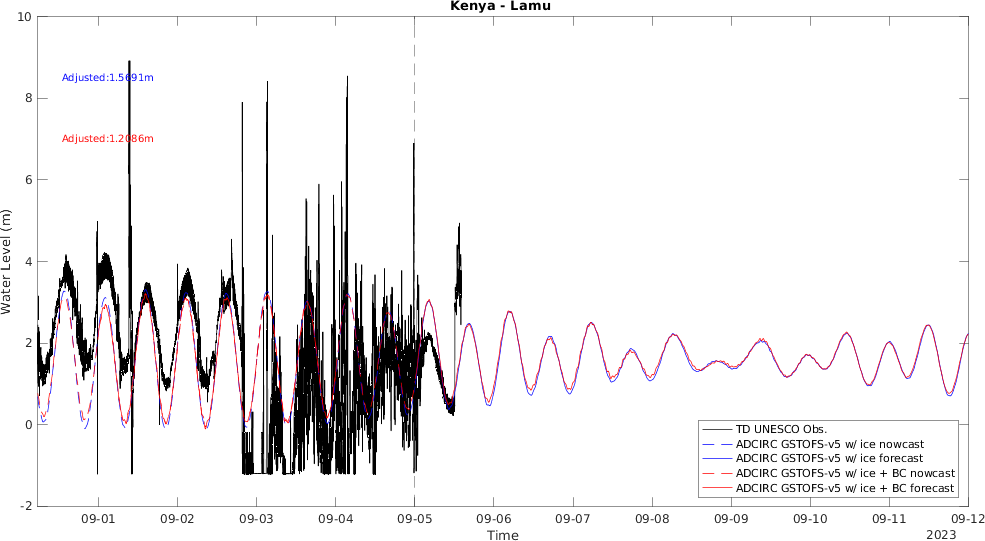 Kenya - Lamu
10
8
6
4
2
0
-2
Water Level (m)
Adjusted:1.5691m
Adjusted:1.2086m
TD UNESCO Obs.
ADCIRC GSTOFS-v5 w/ ice nowcast
ADCIRC GSTOFS-v5 w/ ice forecast
ADCIRC GSTOFS-v5 w/ ice + BC nowcast
ADCIRC GSTOFS-v5 w/ ice + BC forecast
09-01 09-02 09-03 09-04 09-05 09-06 09-07 09-08 09-09 09-10 09-11 09-12
Time
2023